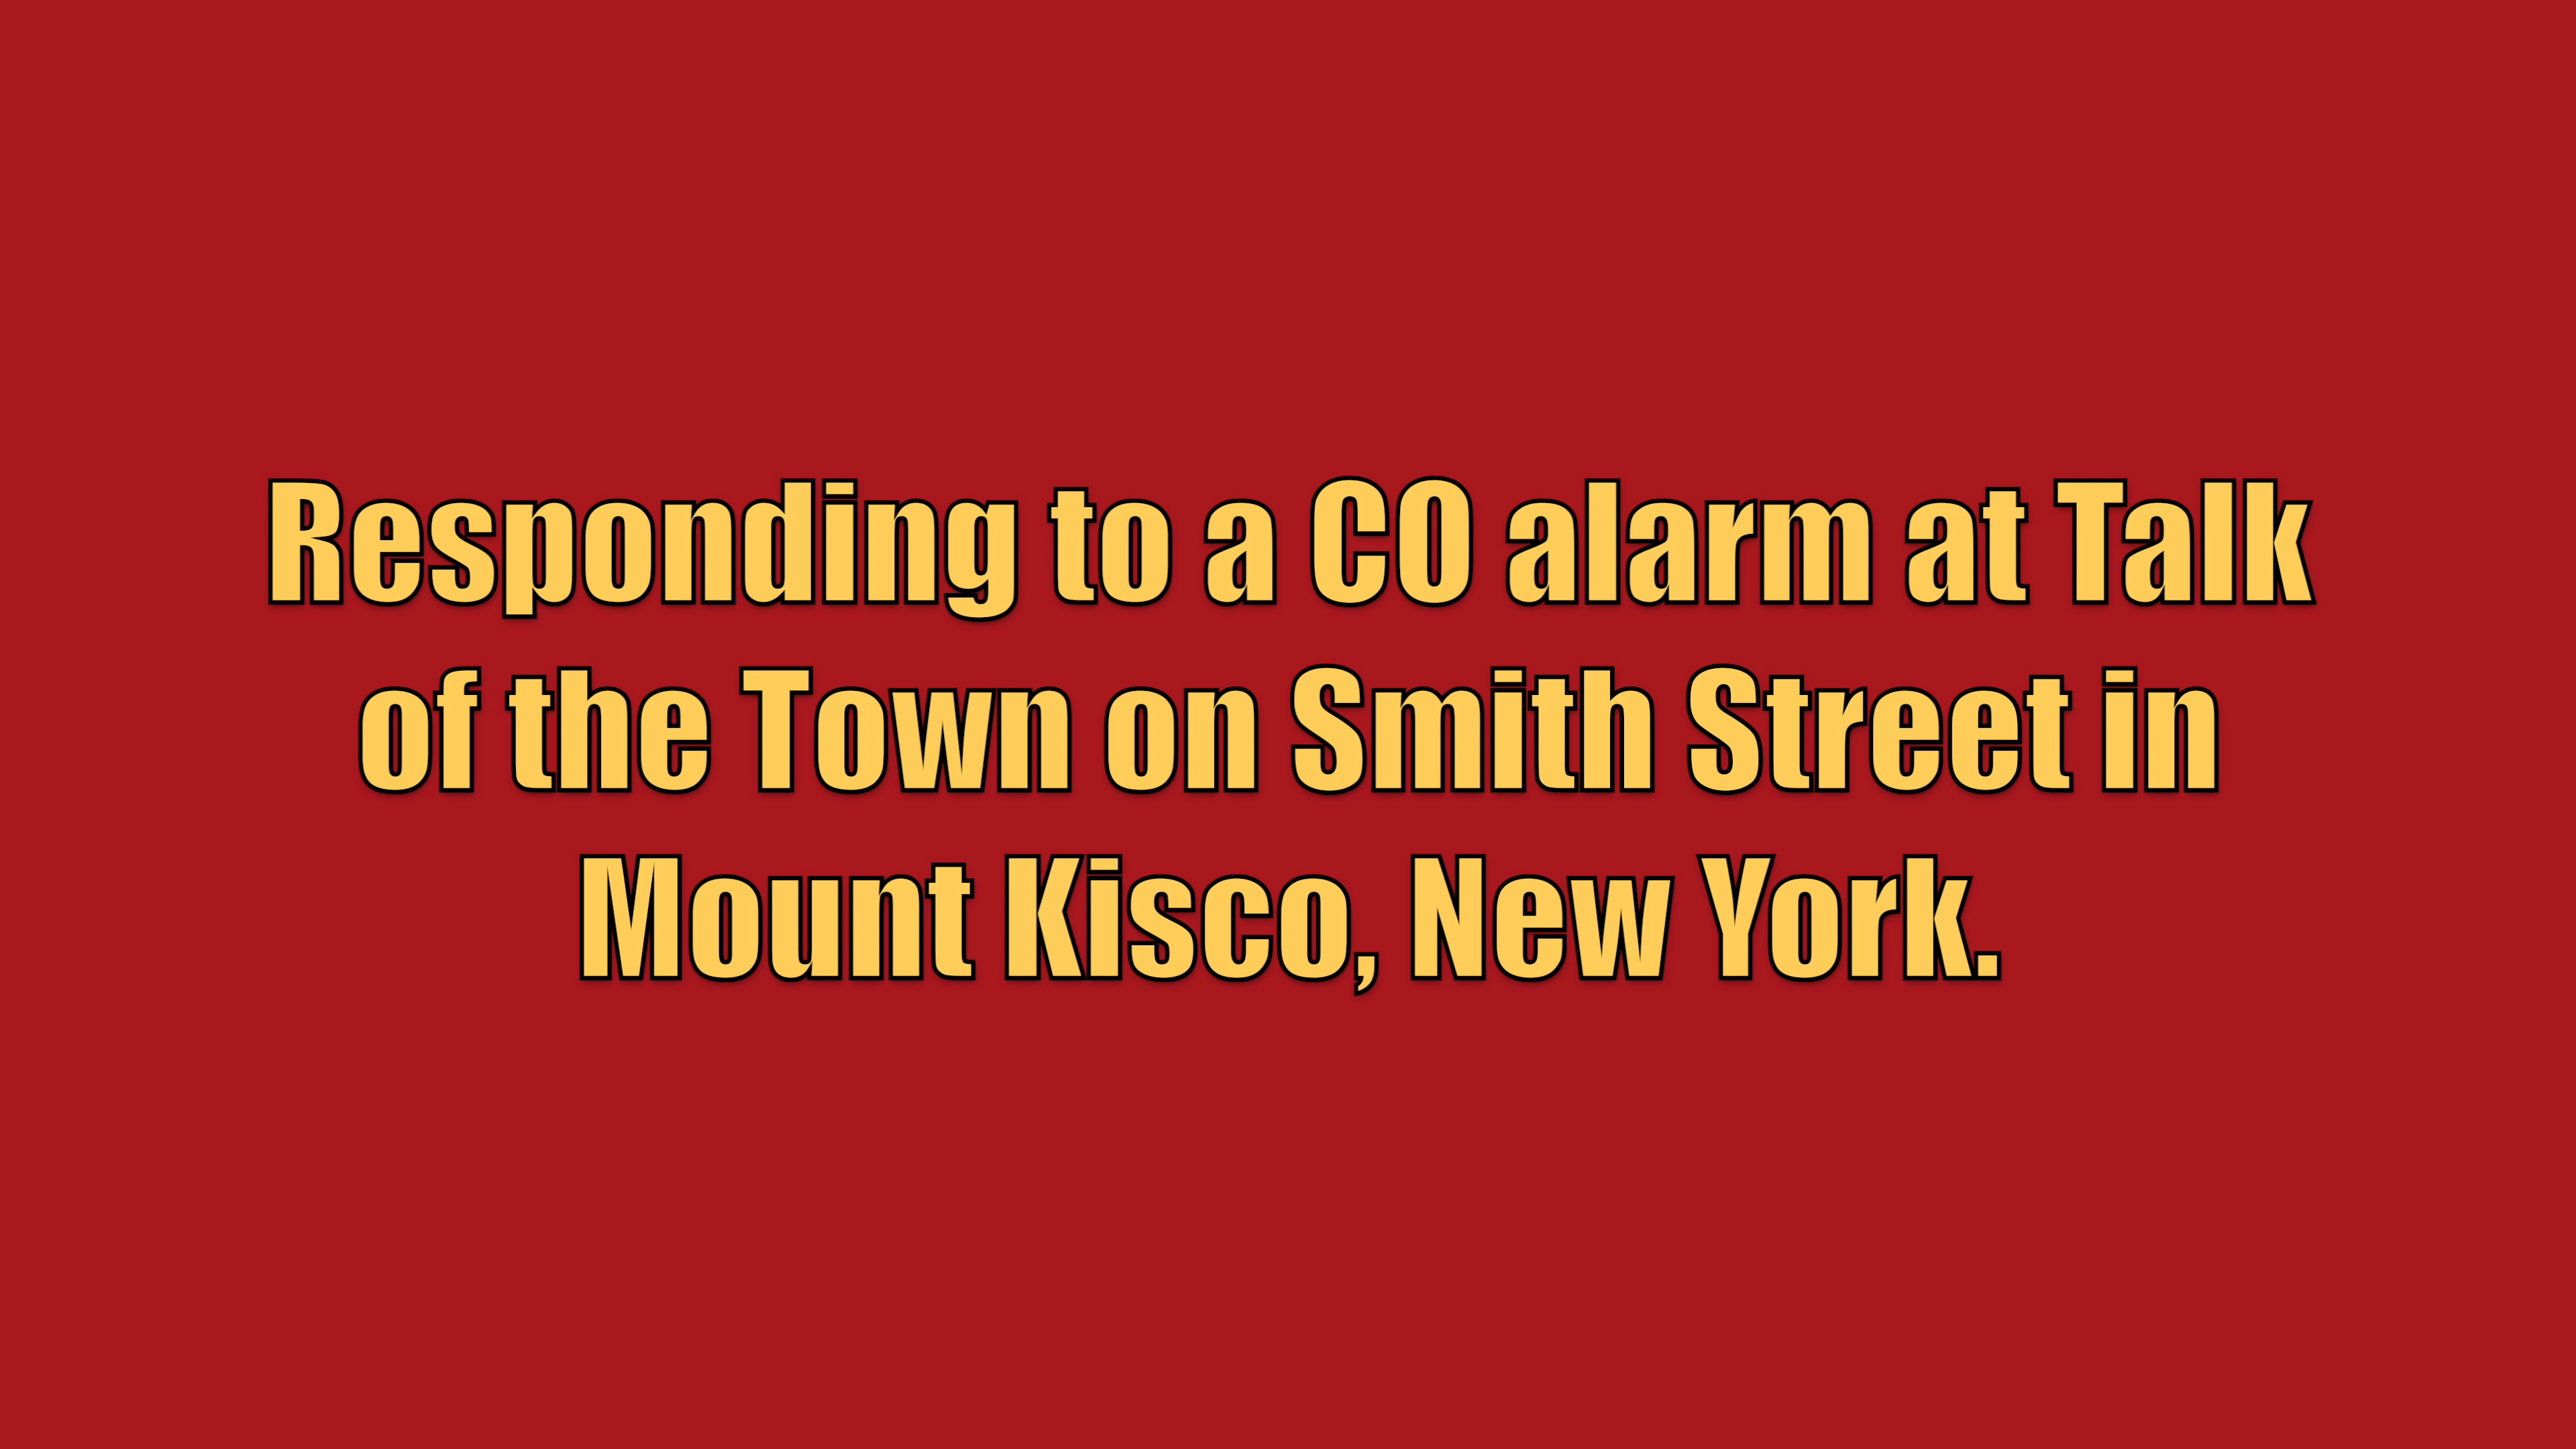 Responding to a CO alarm at Talk
of the Town on Smith Street in
Mount Kisco, New York.